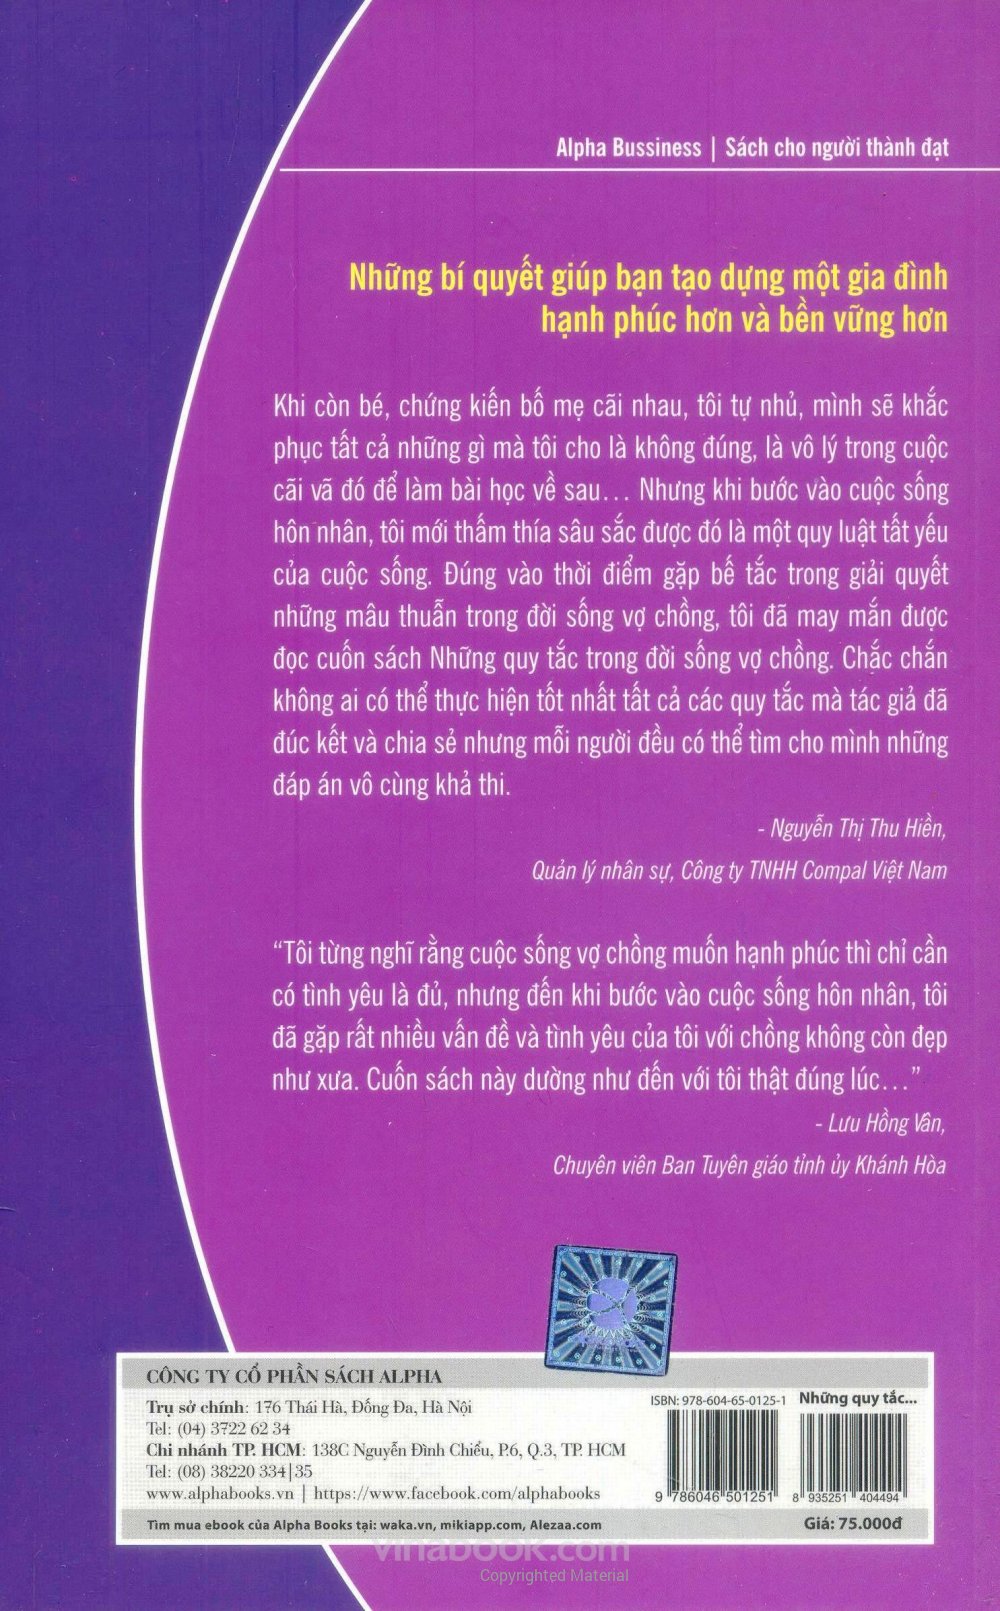 Alpha Bussiness | Sách cho người thành đạt
Những bí quyết giúp bạn tạo dựng một gia đình
hạnh phúc hơn và bền vững hơn
Khi còn bé, chứng kiến bố mẹ cãi nhau, tôi tự nhủ, mình sẽ khắc
phục tất cả những gì mà tôi cho là không đúng, là vô lý trong cuộc
cãi vã đó để làm bài học về sau... Nhưng khi bước vào cuộc sống
hôn nhân, tôi mới thấm thía sâu sắc được đó là một quy luật tất yếu
của cuộc sống. Đúng vào thời điểm gặp bế tắc trong giải quyết
những mâu thuẫn trong đời sống vợ chồng, tôi đã may mắn được
đọc cuốn sách Những quy tắc trong đời sống vợ chồng. Chắc chắn
không ai có thể thực hiện tốt nhất tất cả các quy tắc mà tác giả đã
đúc kết và chia sẻ nhưng mỗi người đều có thể tìm cho mình những
đáp án vô cùng khả thi.
- Nguyễn Thị Thu Hiền,
Quản lý nhân sự, Công ty TNHH Compal Việt Nam
“Tôi từng nghĩ rằng cuộc sống vợ chồng muốn hạnh phúc thì chỉ cần
có tình yêu là đủ, nhưng đến khi bước vào cuộc sống hôn nhân, tôi
đã gặp rất nhiều vấn đề và tình yêu của tôi với chồng không còn đẹp
như xưa. Cuốn sách này dường như đến với tôi thật đúng lúc...”
- Lưu Hồng Vân,
Chuyên viên Ban Tuyên giáo tỉnh ủy Khánh Hòa
CÔNG TY CỔ PHẦN SÁCH ALPHA
Trụ sở chính: 176 Thái Hà, Đống Đa, Hà Nội
Tel: (04) 3722 62 34
Chi nhánh TP. HCM: 138C Nguyễn Đình Chiểu, P.6, Q.3, TP. HCM
Tel: (08) 38220 334|35
www.alphabooks.vn | https://www.facebook.com/alphabooks
Tìm mua ebook của Alpha Books tại: waka.vn, mikiapp.com, Alezaa.com
ISBN: 978-604-65-0125-1
9 786046 501251
Những quy tắc...
8 935251 404494
Giá: 75.000đ
vinabook.com
Copyrighted Material